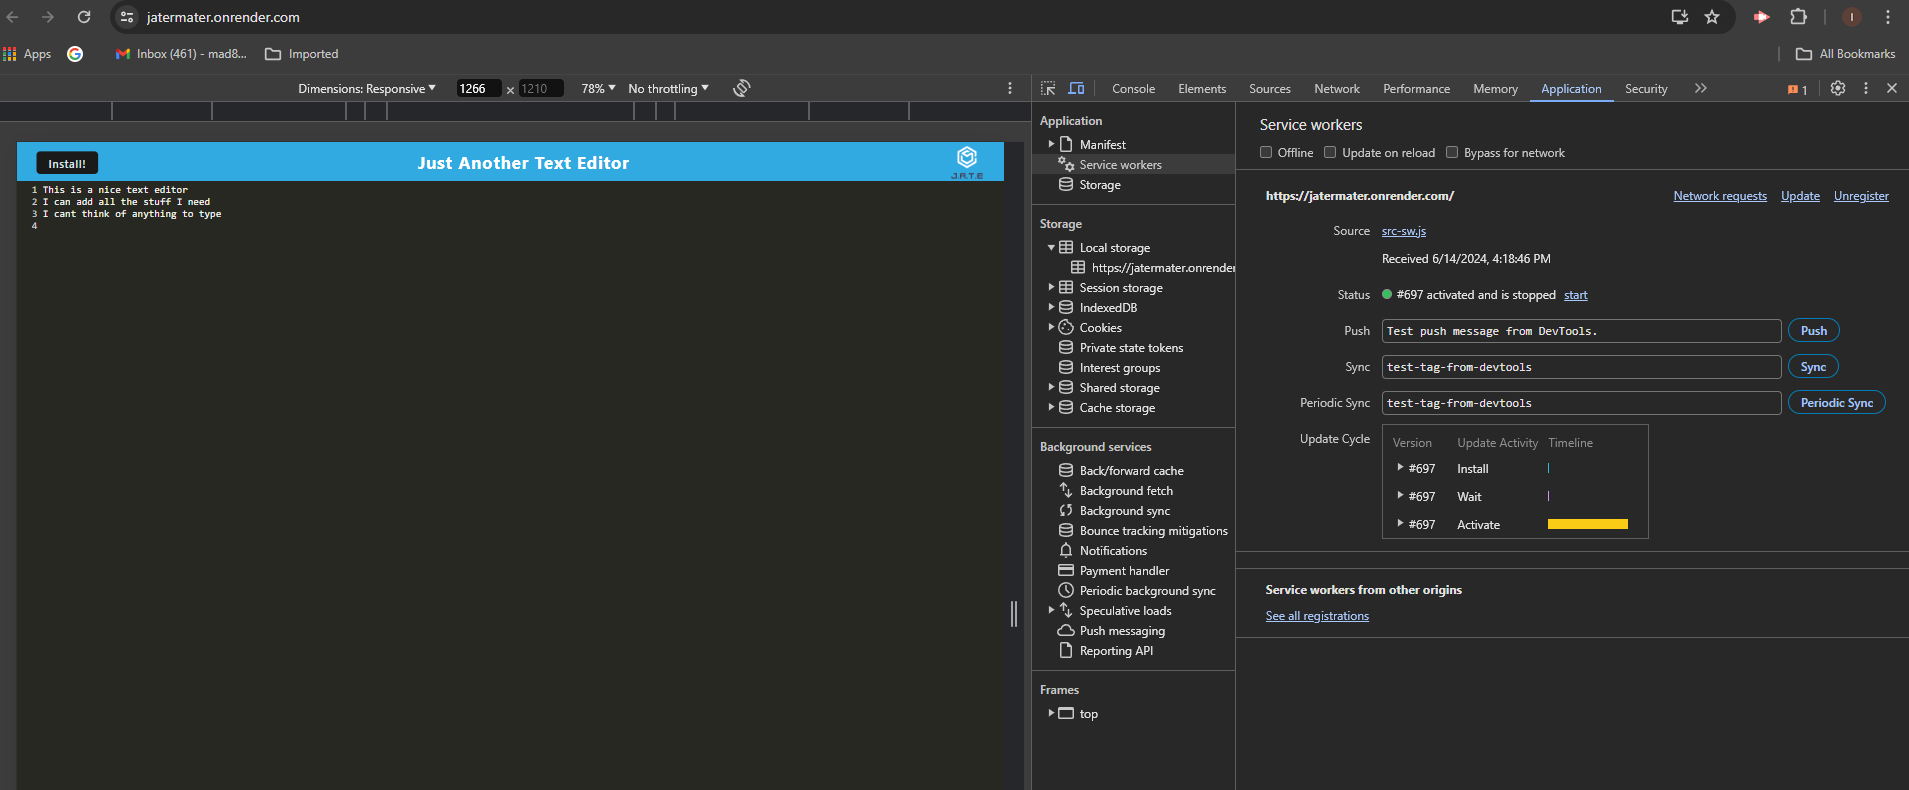 jatermater.onrender.com
Apps
Inbox (461) - mad8...
Imported
All Bookmarks
Dimensions: Responsive
1266 × 1210
78%
No throttling
Console Elements Sources Network Performance Memory Application Security
1
Install!
Just Another Text Editor
J.A.T.E
1 This is a nice text editor
2 I can add all the stuff I need
3 I cant think of anything to type
4
Application
Manifest
Service workers
Storage
Storage
Local storage
https://jatermater.onrender
Session storage
IndexedDB
Cookies
Private state tokens
Interest groups
Shared storage
Cache storage
Background services
Back/forward cache
Background fetch
Background sync
Bounce tracking mitigations
Notifications
Payment handler
Periodic background sync
Speculative loads
Push messaging
Reporting API
Frames
top
Service workers
Offline Update on reload Bypass for network
https://jatermater.onrender.com/ Network requests Update Unregister
Source src-sw.js
Received 6/14/2024, 4:18:46 PM
Status #697 activated and is stopped start
Push Test push message from DevTools. Push
Sync test-tag-from-devtools Sync
Periodic Sync test-tag-from-devtools Periodic Sync
Update Cycle
Version Update Activity Timeline
#697 Install
#697 Wait
#697 Activate
Service workers from other origins
See all registrations
I